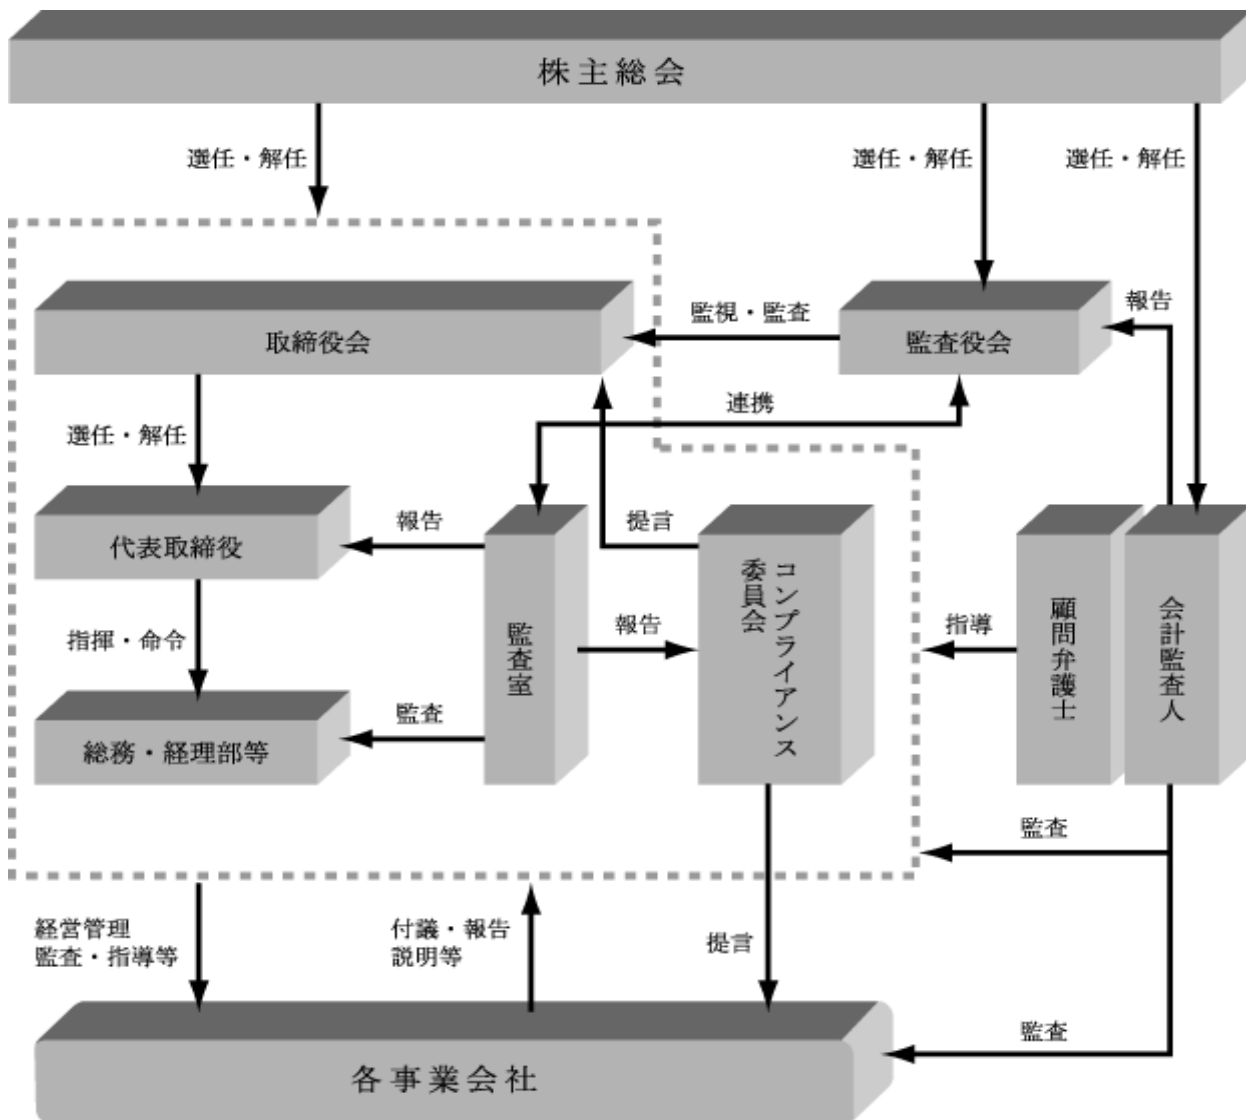 株主総会
選任・解任
選任・解任
選任・解任
取締役会
監視・監査
監査役会
報告
連携
選任・解任
代表取締役
報告
提言
指揮・命令
監査室
報告
コンプライアンス
委員会
指導
顧問弁護士
会計監査人
総務・経理部等
監査
監査
経営管理
監査・指導等
付議・報告
説明等
提言
監査
各事業会社